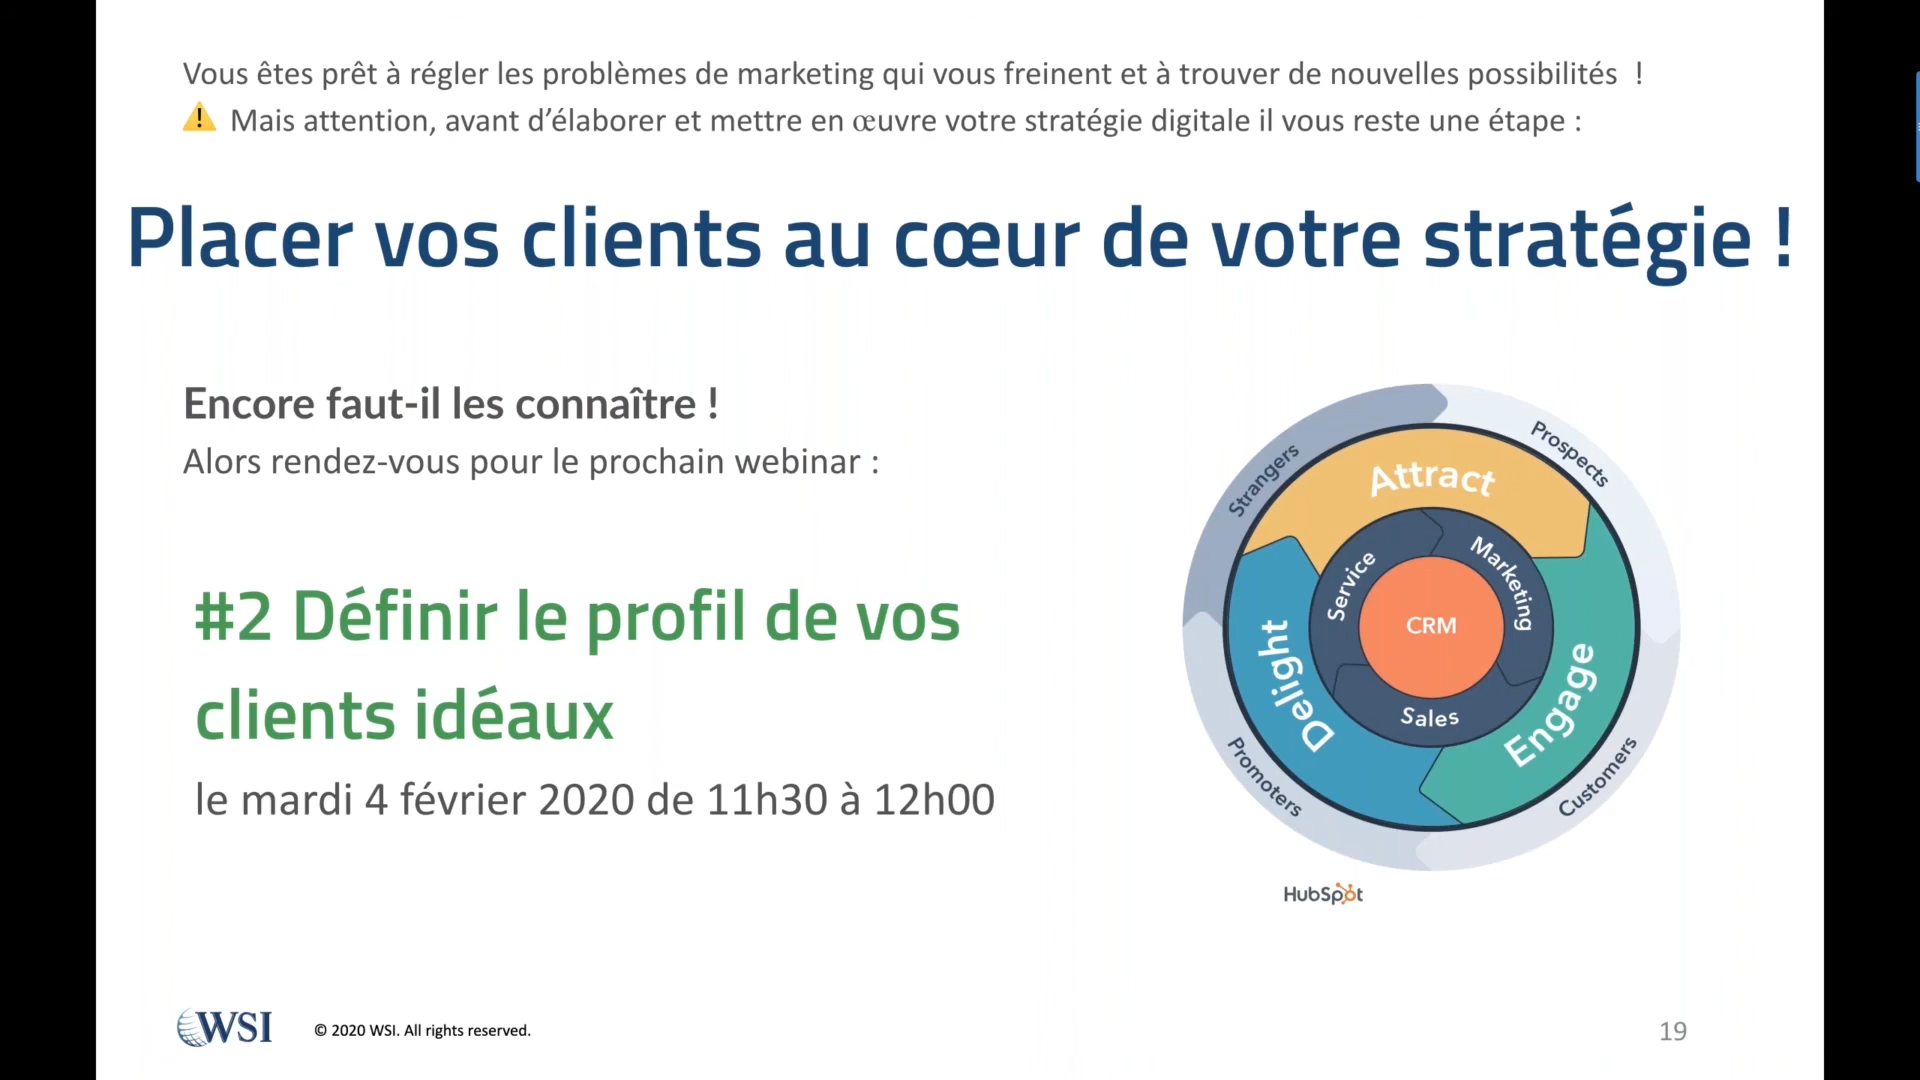 Vous êtes prêt à régler les problèmes de marketing qui vous freinent et à trouver de nouvelles possibilités !
⚠ Mais attention, avant d’élaborer et mettre en œuvre votre stratégie digitale il vous reste une étape :
Placer vos clients au cœur de votre stratégie !
Encore faut-il les connaître !
Alors rendez-vous pour le prochain webinar :
#2 Définir le profil de vos
clients idéaux
le mardi 4 février 2020 de 11h30 à 12h00
Strangers
Prospects
Customers
Promoters
Attract
Engage
Delight
Service
Marketing
Sales
CRM
HubSpot
WSI
© 2020 WSI. All rights reserved.
19